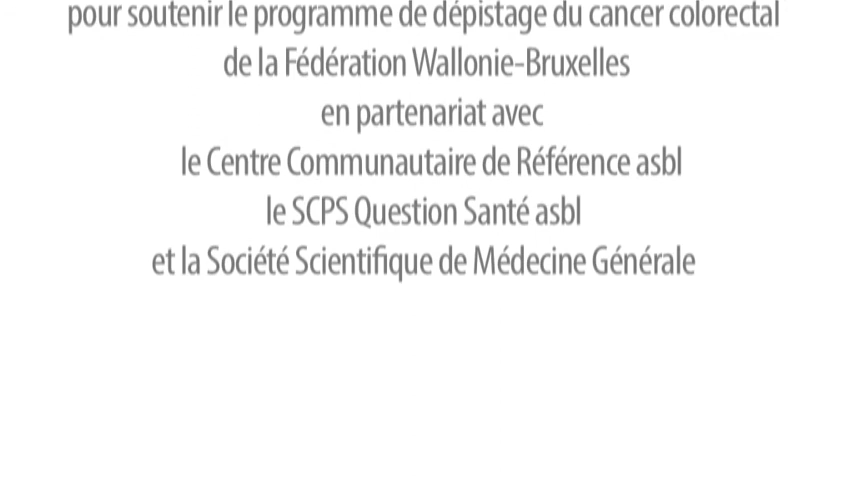 pour soutenir le programme de dépistage du cancer colorectal
de la Fédération Wallonie-Bruxelles
en partenariat avec
le Centre Communautaire de Référence asbl
le SCPS Question Santé asbl
et la Société Scientifique de Médecine Générale